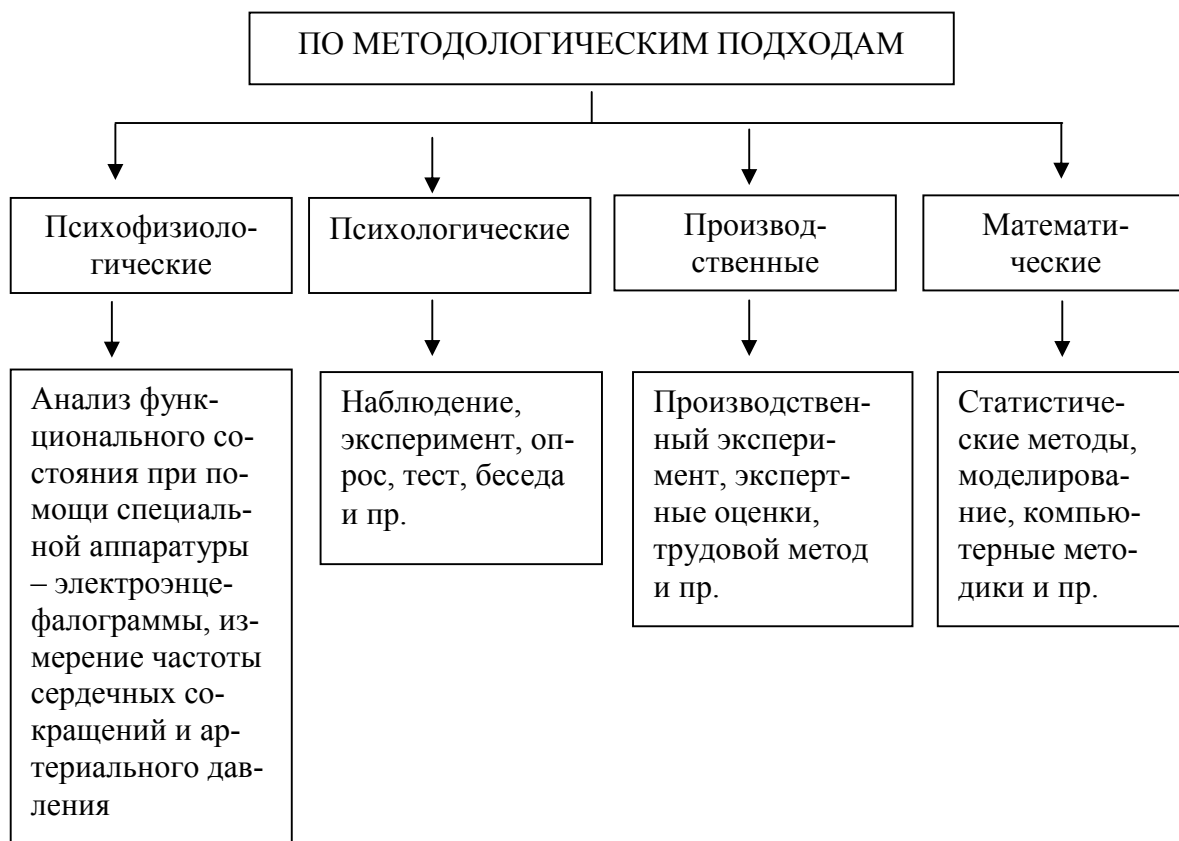 ПО МЕТОДОЛОГИЧЕСКИМ ПОДХОДАМ
Психофизиоло-
гические
Психологические
Производ-
ственные
Математи-
ческие
Анализ функ-
ционального со-
стояния при по-
мощи специаль-
ной аппаратуры
– электроэнце-
фалограммы, из-
мерение частоты
сердечных со-
кращений и ар-
териального дав-
ления
Наблюдение,
эксперимент, оп-
рос, тест, беседа
и пр.
Производствен-
ный экспери-
мент, эксперт-
ные оценки,
трудовой метод
и пр.
Статистиче-
ские методы,
моделирова-
ние, компью-
терные мето-
дики и пр.